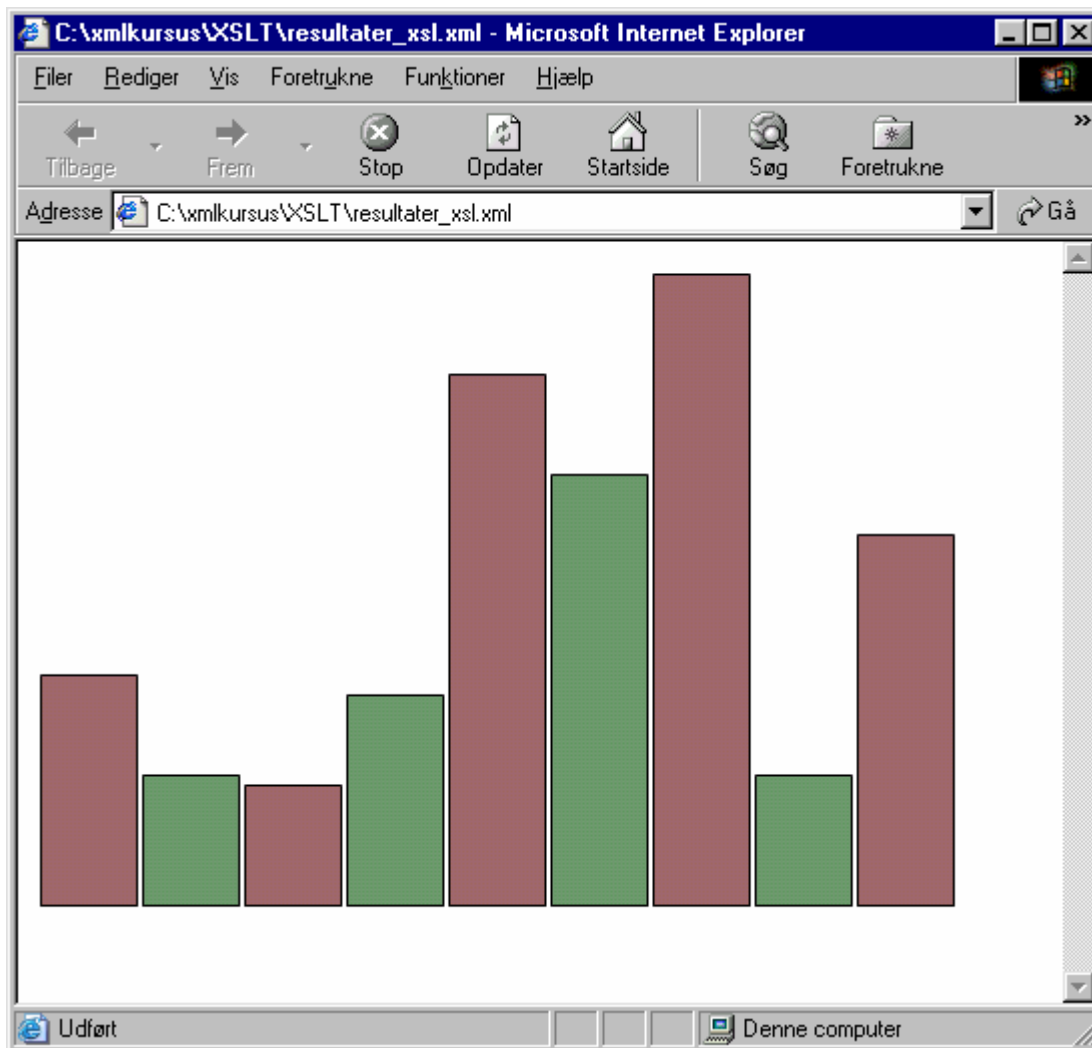 C:\xmlkursus\XSLT\resultater_xsl.xml - Microsoft Internet Explorer
Filer Rediger Vis Foretrukne Funktioner Hjælp
Tilbage Frem Stop Opdater Startside Søg Foretrukne »
Adresse C:\xmlkursus\XSLT\resultater_xsl.xml Gå
Udført Denne computer